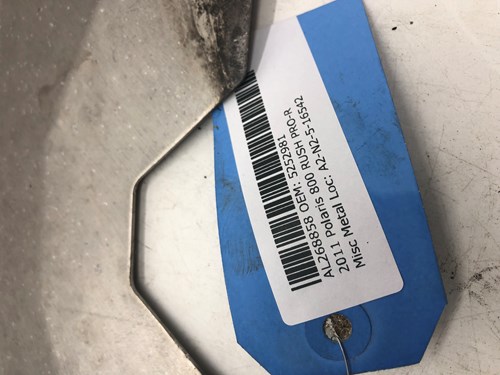 AL268858 OEM: 5252981
2011 Polaris 800 RUSH PRO-R
Misc Metal Loc: A2-N2-5-16542